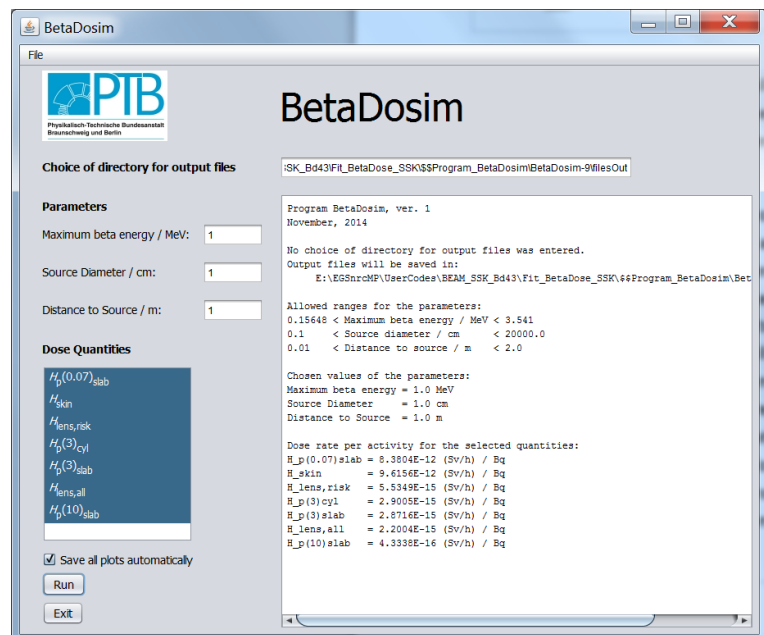 BetaDosim
File
PTB
Physikalisch-Technische Bundesanstalt
Braunschweig und Berlin
BetaDosim
Choice of directory for output files
SK_Bd43\Fit_BetaDose_SSK\$$Program_BetaDosim\BetaDosim-9\filesOut
Parameters
Maximum beta energy / MeV: 1
Source Diameter / cm: 1
Distance to Source / m: 1
Dose Quantities
Hp(0.07)slab
Hskin
Hlens,risk
Hp(3)cyl
Hp(3)slab
Hlens,all
Hp(10)slab
Save all plots automatically
Run
Exit
Program BetaDosim, ver. 1
November, 2014
No choice of directory for output files was entered.
Output files will be saved in:
E:\EGSnrcMP\UserCodes\BEAM_SSK_Bd43\Fit_BetaDose_SSK\$$Program_BetaDosim\Bet
Allowed ranges for the parameters:
0.15648 < Maximum beta energy / MeV < 3.541
0.1 < Source diameter / cm < 20000.0
0.01 < Distance to source / m < 2.0
Chosen values of the parameters:
Maximum beta energy = 1.0 MeV
Source Diameter = 1.0 cm
Distance to Source = 1.0 m
Dose rate per activity for the selected quantities:
H_p(0.07)slab = 8.3804E-12 (Sv/h) / Bq
H_skin = 9.6156E-12 (Sv/h) / Bq
H_lens,risk = 5.5349E-15 (Sv/h) / Bq
H_p(3)cyl = 2.9005E-15 (Sv/h) / Bq
H_p(3)slab = 2.8716E-15 (Sv/h) / Bq
H_lens,all = 2.2004E-15 (Sv/h) / Bq
H_p(10)slab = 4.3338E-16 (Sv/h) / Bq